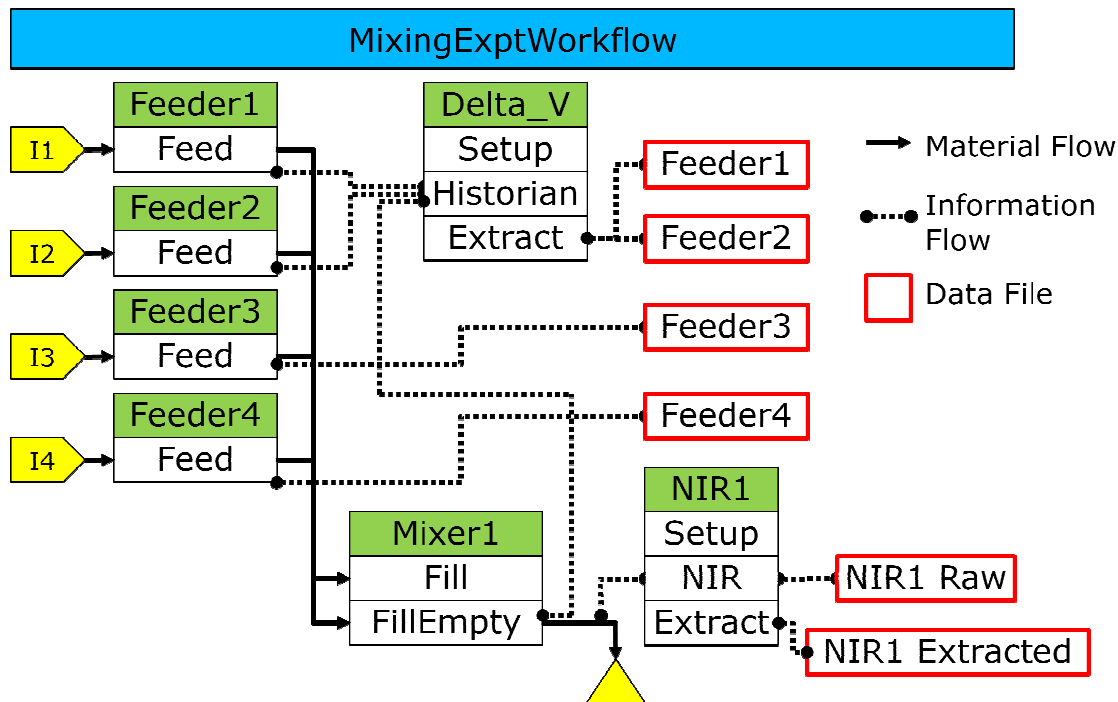 MixingExptWorkflow
Feeder1
Feed
I1
Feeder2
Feed
I2
Feeder3
Feed
I3
Feeder4
Feed
I4
Delta_V
Setup
Historian
Extract
Feeder1
Feeder2
Feeder3
Feeder4
Material Flow
Information
Flow
Data File
Mixer1
Fill
FillEmpty
NIR1
Setup
NIR
Extract
NIR1 Raw
NIR1 Extracted